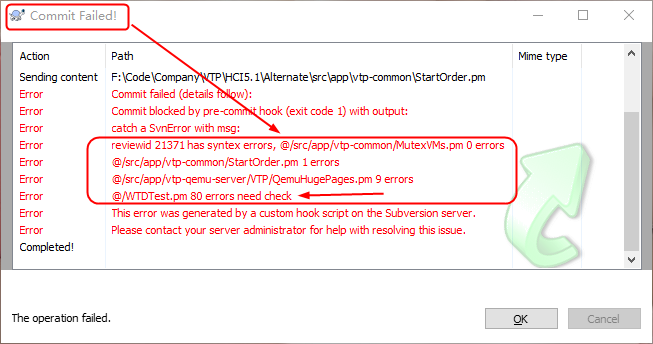 Commit Failed!
Action Path Mime type
Sending content F:\Code\Company\VTP\HCI5.1\Alternate\src\app\vtp-common\StartOrder.pm
Error Commit failed (details follow):
Error Commit blocked by pre-commit hook (exit code 1) with output:
Error catch a SvnError with msg:
Error reviewid 21371 has syntex errors, @/src/app/vtp-common/MutexVMs.pm 0 errors
Error @/src/app/vtp-common/StartOrder.pm 1 errors
Error @/src/app/vtp-qemu-server/VTP/QemuHugePages.pm 9 errors
Error @/WTDTest.pm 80 errors need check
Error This error was generated by a custom hook script on the Subversion server.
Error Please contact your server administrator for help with resolving this issue.
Completed!
The operation failed.
OK Cancel